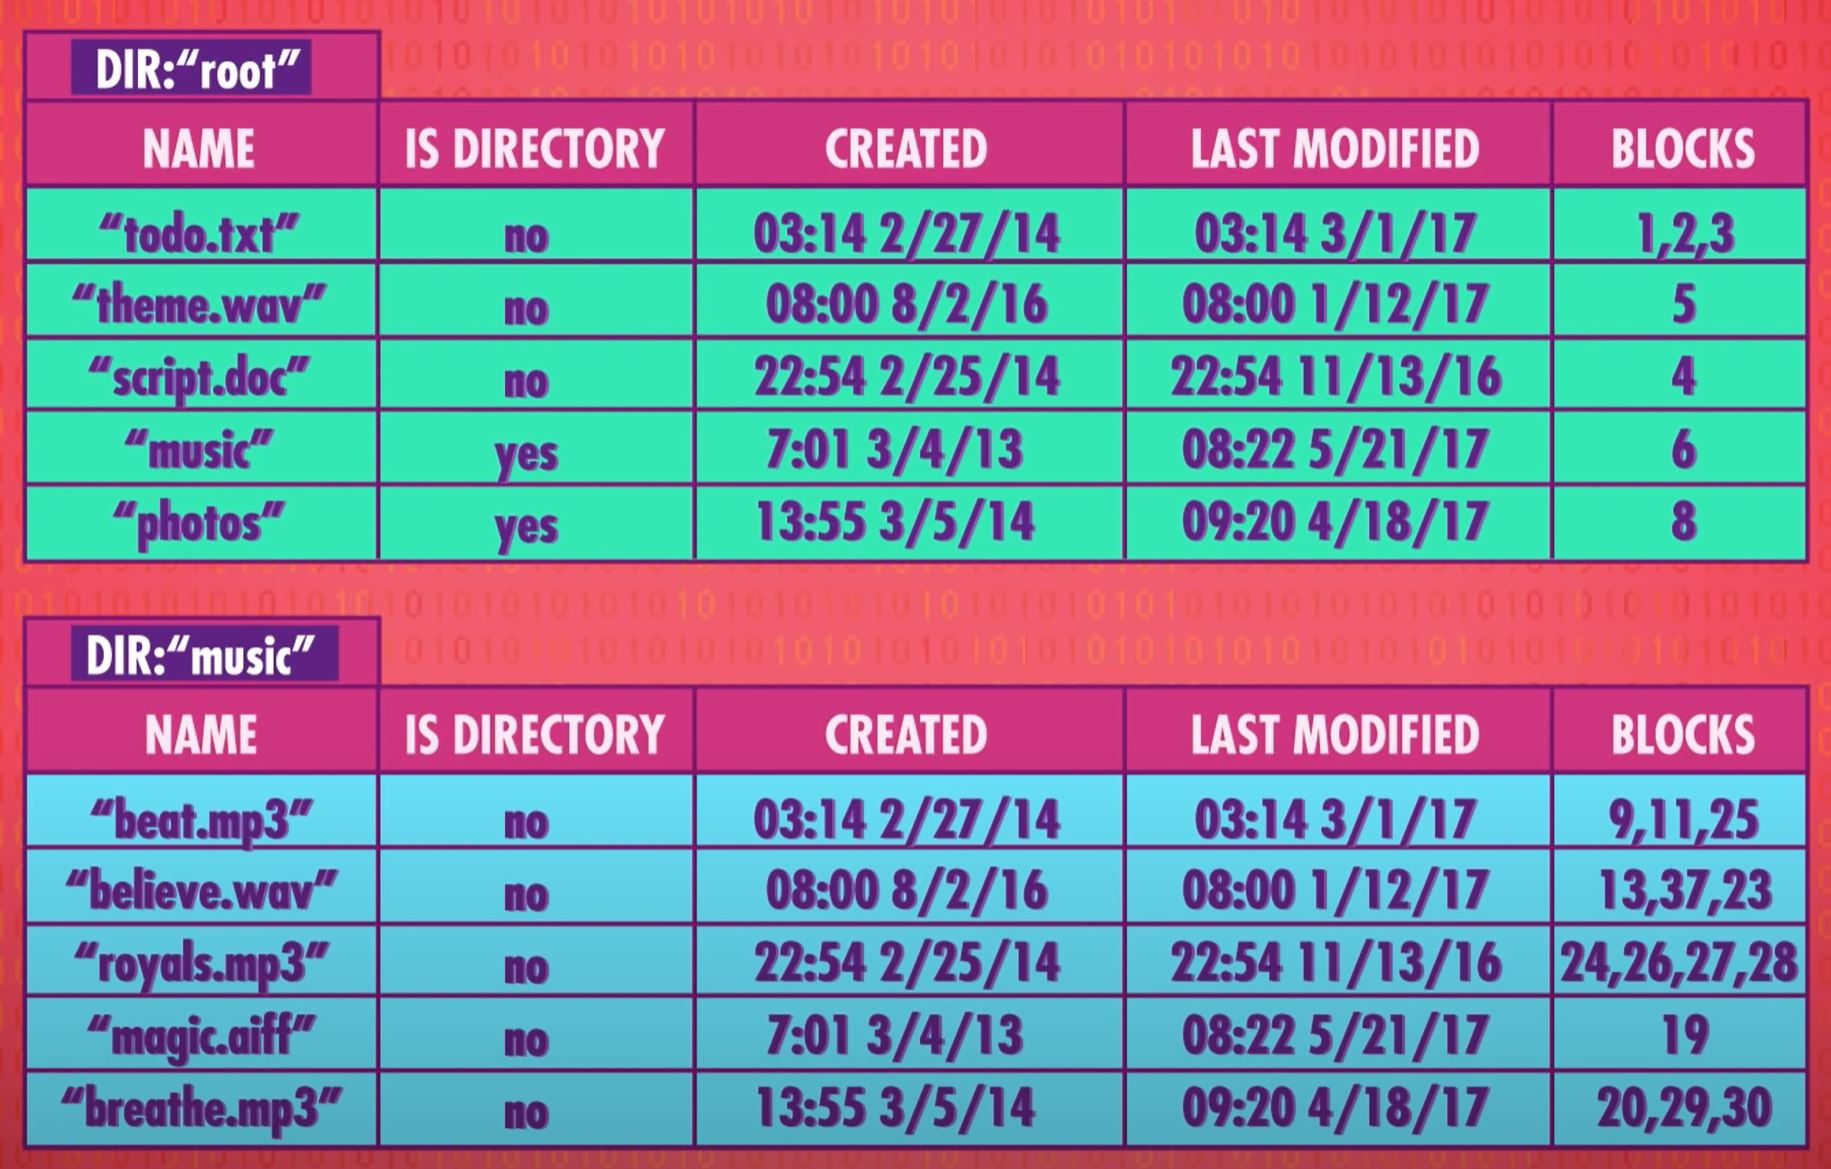 DIR:“root”
NAME IS DIRECTORY CREATED LAST MODIFIED BLOCKS
“todo.txt” no 03:14 2/27/14 03:14 3/1/17 1,2,3
“theme.wav” no 08:00 8/2/16 08:00 1/12/17 5
“script.doc” no 22:54 2/25/14 22:54 11/13/16 4
“music” yes 7:01 3/4/13 08:22 5/21/17 6
“photos” yes 13:55 3/5/14 09:20 4/18/17 8
DIR:“music”
NAME IS DIRECTORY CREATED LAST MODIFIED BLOCKS
“beat.mp3” no 03:14 2/27/14 03:14 3/1/17 9,11,25
“believe.wav” no 08:00 8/2/16 08:00 1/12/17 13,37,23
“royals.mp3” no 22:54 2/25/14 22:54 11/13/16 24,26,27,28
“magic.aiff” no 7:01 3/4/13 08:22 5/21/17 19
“breathe.mp3” no 13:55 3/5/14 09:20 4/18/17 20,29,30